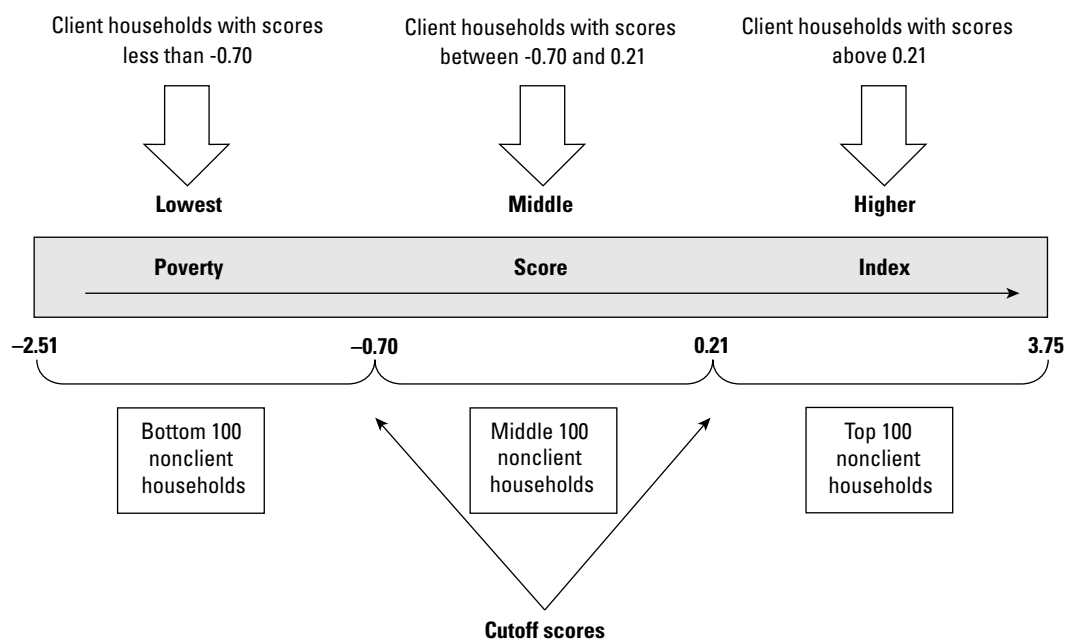 Client households with scores
less than -0.70
Client households with scores
between -0.70 and 0.21
Client households with scores
above 0.21
Lowest
Middle
Higher
Poverty
Score
Index
–2.51
–0.70
0.21
3.75
Bottom 100
nonclient
households
Middle 100
nonclient
households
Top 100
nonclient
households
Cutoff scores